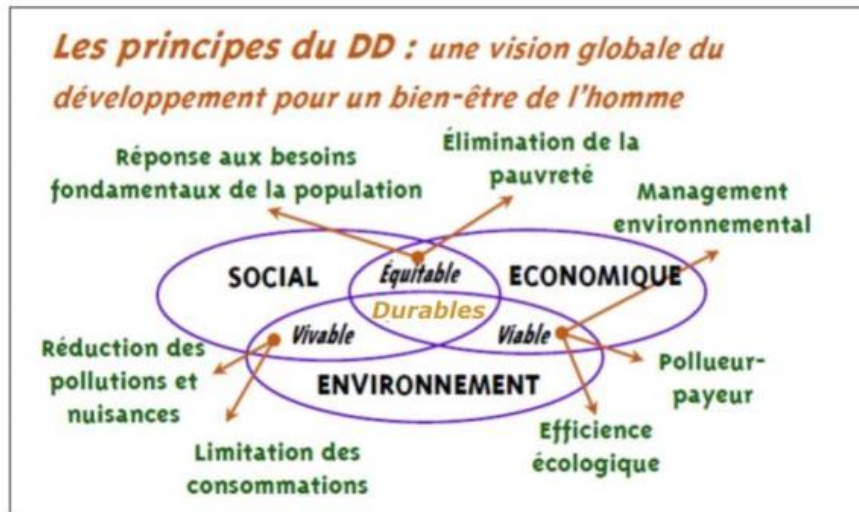 Les principes du DD : une vision globale du
développement pour un bien-être de l'homme
Réponse aux besoins
fondamentaux de la population
Élimination de la
pauvreté
Management
environnemental
SOCIAL
Équitable
ECONOMIQUE
Durables
Vivable
Viable
ENVIRONNEMENT
Réduction des
pollutions et
nuisances
Limitation des
consommations
Pollueur-
payeur
Efficience
écologique